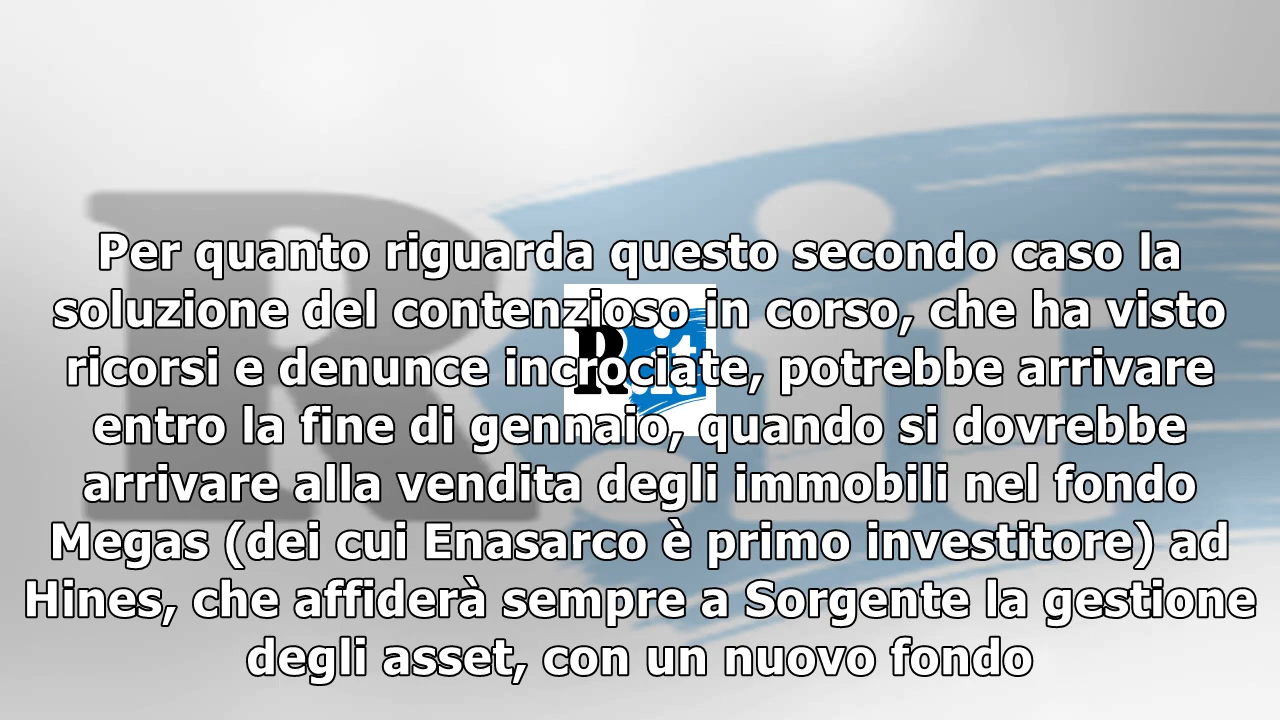 Per quanto riguarda questo secondo caso la
soluzione del contenzioso in corso, che ha visto
ricorsi e denunce incrociate, potrebbe arrivare
entro la fine di gennaio, quando si dovrebbe
arrivare alla vendita degli immobili nel fondo
Megas (dei cui Enasarco è primo investitore) ad
Hines, che affiderà sempre a Sorgente la gestione
degli asset, con un nuovo fondo
R.it
R.it